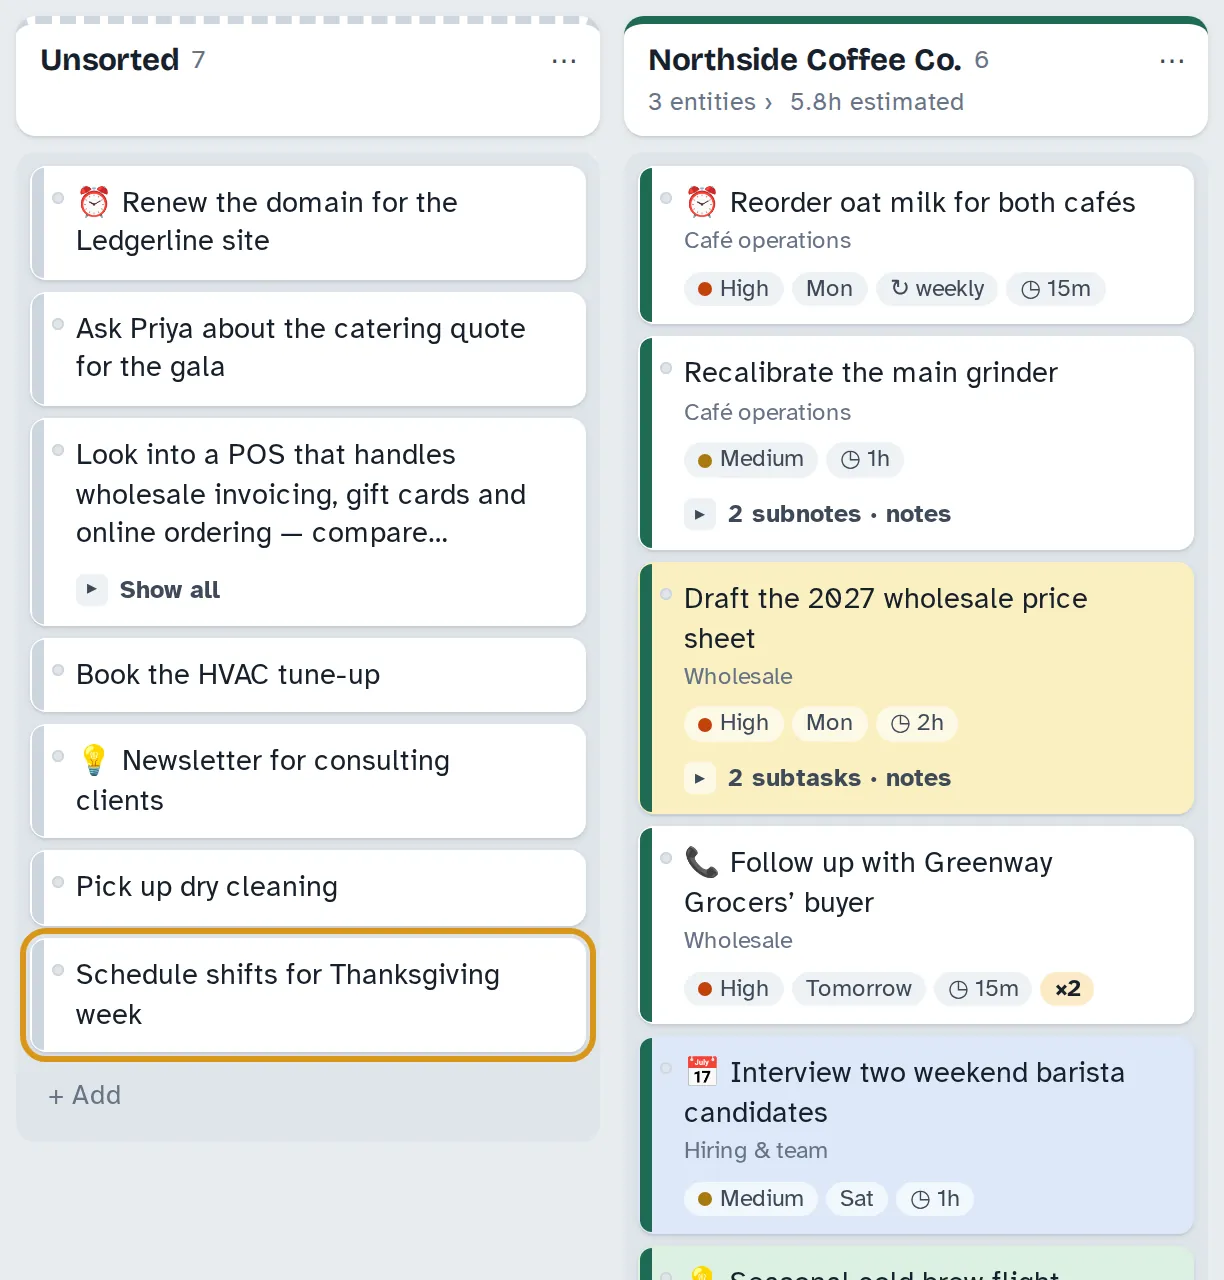 Unsorted 7 ...
⏰ Renew the domain for the
Ledgerline site
Ask Priya about the catering quote
for the gala
Look into a POS that handles
wholesale invoicing, gift cards and
online ordering — compare...
▸ Show all
Book the HVAC tune-up
💡 Newsletter for consulting
clients
Pick up dry cleaning
Schedule shifts for Thanksgiving
week
+ Add
Northside Coffee Co. 6 ...
3 entities › 5.8h estimated
⏰ Reorder oat milk for both cafés
Café operations
High Mon ↻ weekly ◷ 15m
Recalibrate the main grinder
Café operations
Medium ◷ 1h
▸ 2 subnotes · notes
Draft the 2027 wholesale price
sheet
Wholesale
High Mon ◷ 2h
▸ 2 subtasks · notes
📞 Follow up with Greenway
Grocers’ buyer
Wholesale
High Tomorrow ◷ 15m ×2
📅 Interview two weekend barista
candidates
Hiring & team
Medium Sat ◷ 1h
💡 Seasonal cold brew flight